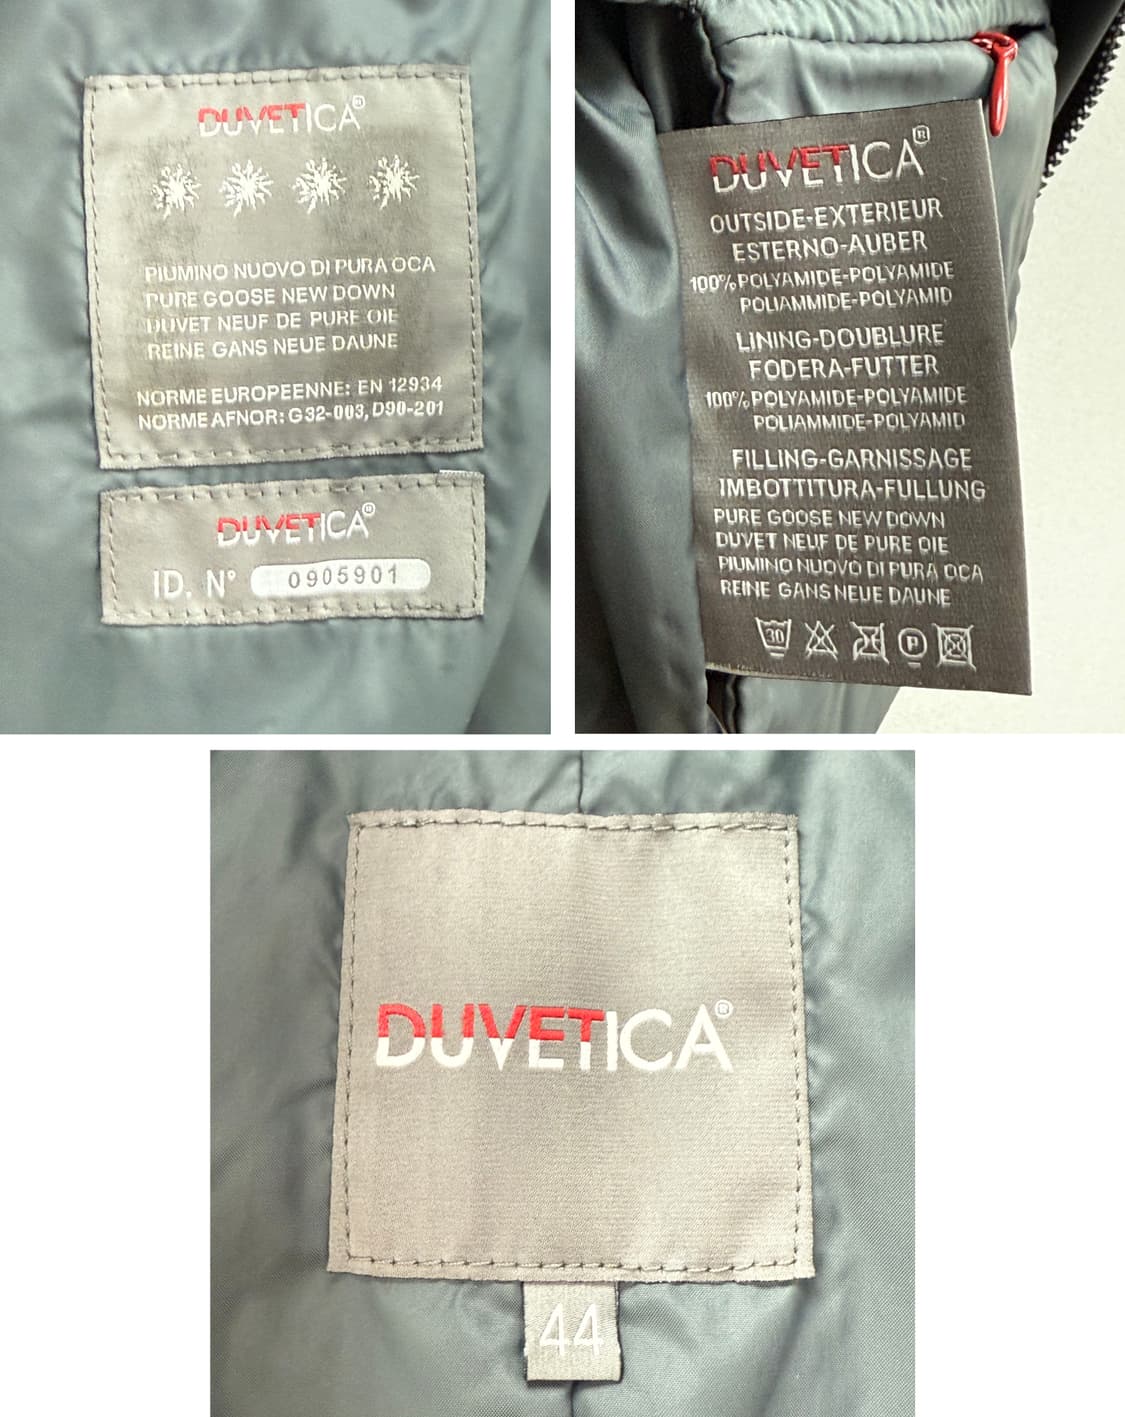 DUVETICA®
PIUMINO NUOVO DI PURA OCA
PURE GOOSE NEW DOWN
DUVET NEUF DE PURE OIE
REINE GANS NEUE DAUNE
NORME EUROPEENNE: EN 12934
NORME AFNOR: G32-003, D90-201
DUVETICA®
ID. N° 0905901
DUVETICA®
OUTSIDE-EXTERIEUR
ESTERNO-AUBER
100% POLYAMIDE-POLYAMIDE
POLIAMMIDE-POLYAMID
LINING-DOUBLURE
FODERA-FUTTER
100% POLYAMIDE-POLYAMIDE
POLIAMMIDE-POLYAMID
FILLING-GARNISSAGE
IMBOTTITURA-FULLUNG
PURE GOOSE NEW DOWN
DUVET NEUF DE PURE OIE
PIUMINO NUOVO DI PURA OCA
REINE GANS NEUE DAUNE
30 P
DUVETICA®
44